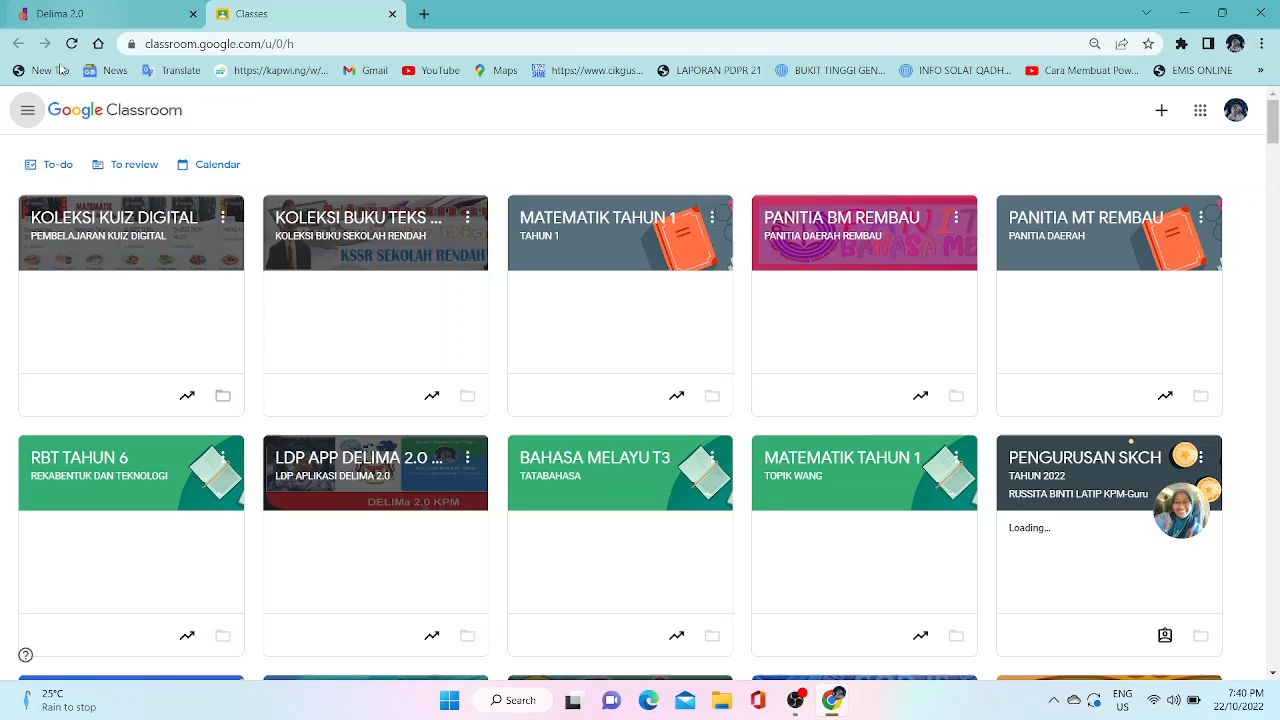 Delima 2.0
Classes
classroom.google.com/u/0/h
New
News
Translate
https://kapwing/w/...
Gmail
YouTube
Maps
https://www.cikgus...
LAPORAN PDPR 21
BUKIT TINGGI GEN...
INFO SOLAT QADH...
Cara Membuat Pow...
EMIS ONLINE
»
Google Classroom
To-do
To review
Calendar
KOLEKSI KUIZ DIGITAL
PEMBELAJARAN KUIZ DIGITAL
KOLEKSI BUKU TEKS ...
KOLEKSI BUKU SEKOLAH RENDAH
KSSR SEKOLAH RENDAH
MATEMATIK TAHUN 1
TAHUN 1
PANITIA BM REMBAU
PANITIA DAERAH REMBAU
PANITIA MT REMBAU
PANITIA DAERAH
RBT TAHUN 6
REKABENTUK DAN TEKNOLOGI
LDP APP DELIMA 2.0 ...
LDP APLIKASI DELIMA 2.0
DELIMa 2.0 KPM
BAHASA MELAYU T3
TATABAHASA
MATEMATIK TAHUN 1
TOPIK WANG
PENGURUSAN SKCH
TAHUN 2022
RUSSITA BINTI LATIP KPM-Guru
Loading...
Rain to stop
Search
ENG
US
7:40 PM
22/10/2022